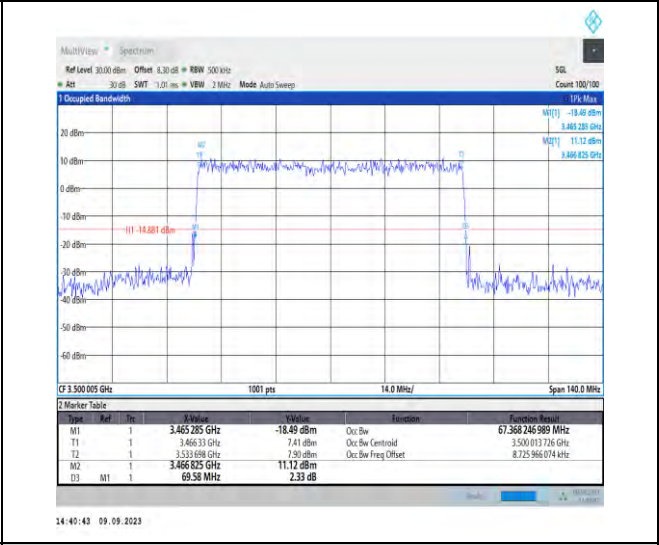 MultiView Spectrum
Ref Level 30.00 dBm Offset 8.30 dB RBW 500 kHz SGL
Att 30 dB SWT 1.01 ms VBW 2 MHz Mode Auto Sweep Count 100/100
1 Occupied Bandwidth 1Pk Max
M1[1] -18.49 dBm
3.465 285 GHz
M2[1] 11.12 dBm
3.466 825 GHz
20 dBm
M2
T1 T2
10 dBm
0 dBm
-10 dBm
H1 -14.881 dBm
M1 D3
-20 dBm
-30 dBm
-40 dBm
-50 dBm
-60 dBm
CF 3.500 005 GHz 1001 pts 14.0 MHz/ Span 140.0 MHz
2 Marker Table
Type Ref Trc X-Value Y-Value Function Function Result
M1 1 3.465 285 GHz -18.49 dBm Occ Bw 67.368 246 989 MHz
T1 1 3.466 33 GHz 7.41 dBm Occ Bw Centroid 3.500 013 726 GHz
T2 1 3.533 698 GHz 7.90 dBm Occ Bw Freq Offset 8.725 966 074 kHz
M2 1 3.466 825 GHz 11.12 dBm
D3 M1 1 69.58 MHz 2.33 dB
Ready
14:40:43 09.09.2023